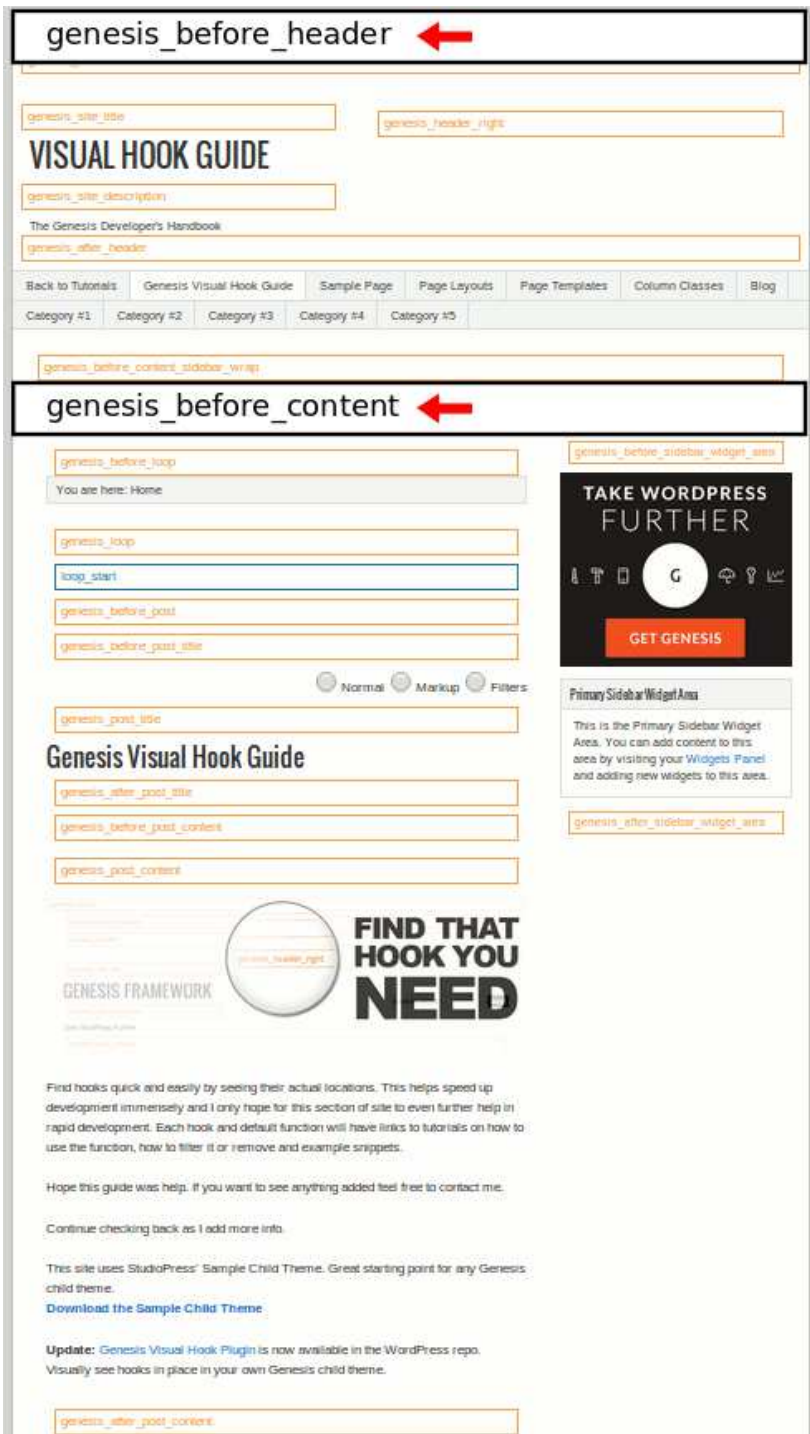 genesis_before_header
genesis_site_title
genesis_header_right
VISUAL HOOK GUIDE
genesis_site_description
The Genesis Developer's Handbook
genesis_after_header
Back to Tutorials Genesis Visual Hook Guide Sample Page Page Layouts Page Templates Column Classes Blog
Category #1 Category #2 Category #3 Category #4 Category #5
genesis_before_content_sidebar_wrap
genesis_before_content
genesis_before_loop
You are here: Home
genesis_loop
loop_start
genesis_before_post
genesis_before_post_title
Normal Markup Filters
genesis_post_title
Genesis Visual Hook Guide
genesis_after_post_title
genesis_before_post_content
genesis_post_content
genesis_header_right
GENESIS FRAMEWORK
FIND THAT
HOOK YOU
NEED
Find hooks quick and easily by seeing their actual locations. This helps speed up
development immensely and I only hope for this section of site to even further help in
rapid development. Each hook and default function will have links to tutorials on how to
use the function, how to filter it or remove and example snippets.
Hope this guide was help. If you want to see anything added feel free to contact me.
Continue checking back as I add more info.
This site uses StudioPress' Sample Child Theme. Great starting point for any Genesis
child theme.
Download the Sample Child Theme
Update: Genesis Visual Hook Plugin is now available in the WordPress repo.
Visually see hooks in place in your own Genesis child theme.
genesis_after_post_content
genesis_before_sidebar_widget_area
TAKE WORDPRESS
FURTHER
G
GET GENESIS
Primary Sidebar Widget Area
This is the Primary Sidebar Widget
Area. You can add content to this
area by visiting your Widgets Panel
and adding new widgets to this area.
genesis_after_sidebar_widget_area